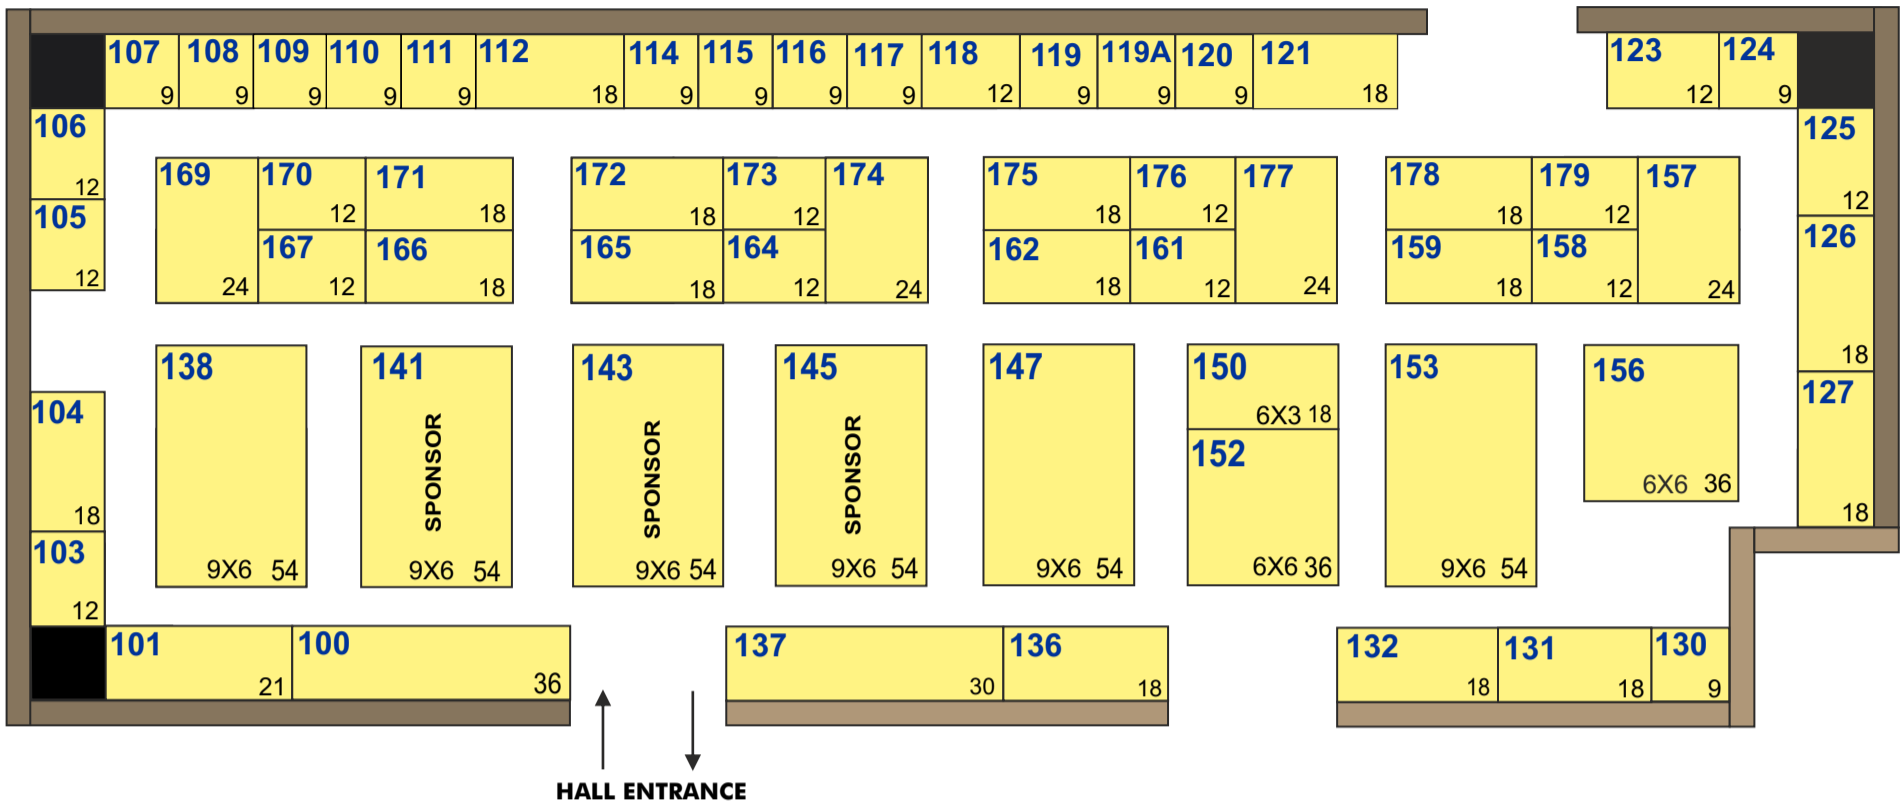 107 108 109 110 111 112 114 115 116 117 118 119 119A 120 121 123 124
9 9 9 9 9 18 9 9 9 9 12 9 9 9 18 12 9
106
12
105
12
125
12
126
18
127
18
169 170 171 172 173 174 175 176 177 178 179 157
12 18 18 12 18 12 18 12
167 166 165 164 162 161 159 158
24 12 18 18 12 24 18 12 24 18 12 24
138 141 143 145 147 150 153 156
6X3 18
152
SPONSOR
SPONSOR
SPONSOR
6X6 36
9X6 54
9X6 54
9X6 54
9X6 54
9X6 54
6X6 36
9X6 54
104
18
103
12
101 100 137 136 132 131 130
21 36 30 18 18 18 9
HALL ENTRANCE